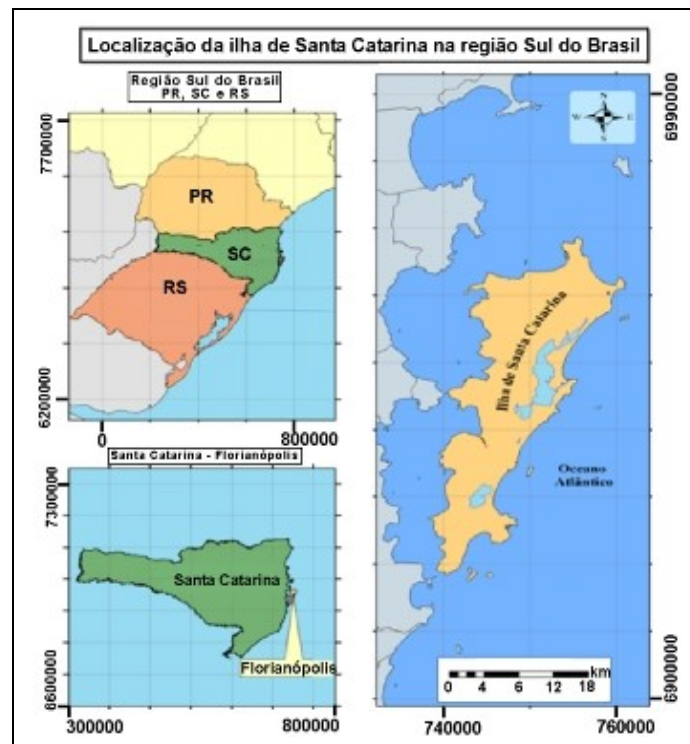 Localização da ilha de Santa Catarina na região Sul do Brasil
Região Sul do Brasil
PR, SC e RS
7700000
6200000
PR
SC
RS
0
800000
Santa Catarina - Florianópolis
7300000
6600000
Santa Catarina
Florianópolis
300000
800000
N
W
E
S
6990000
6900000
Ilha de Santa Catarina
Oceano
Atlântico
km
0 2 4 6 12 18
740000
760000